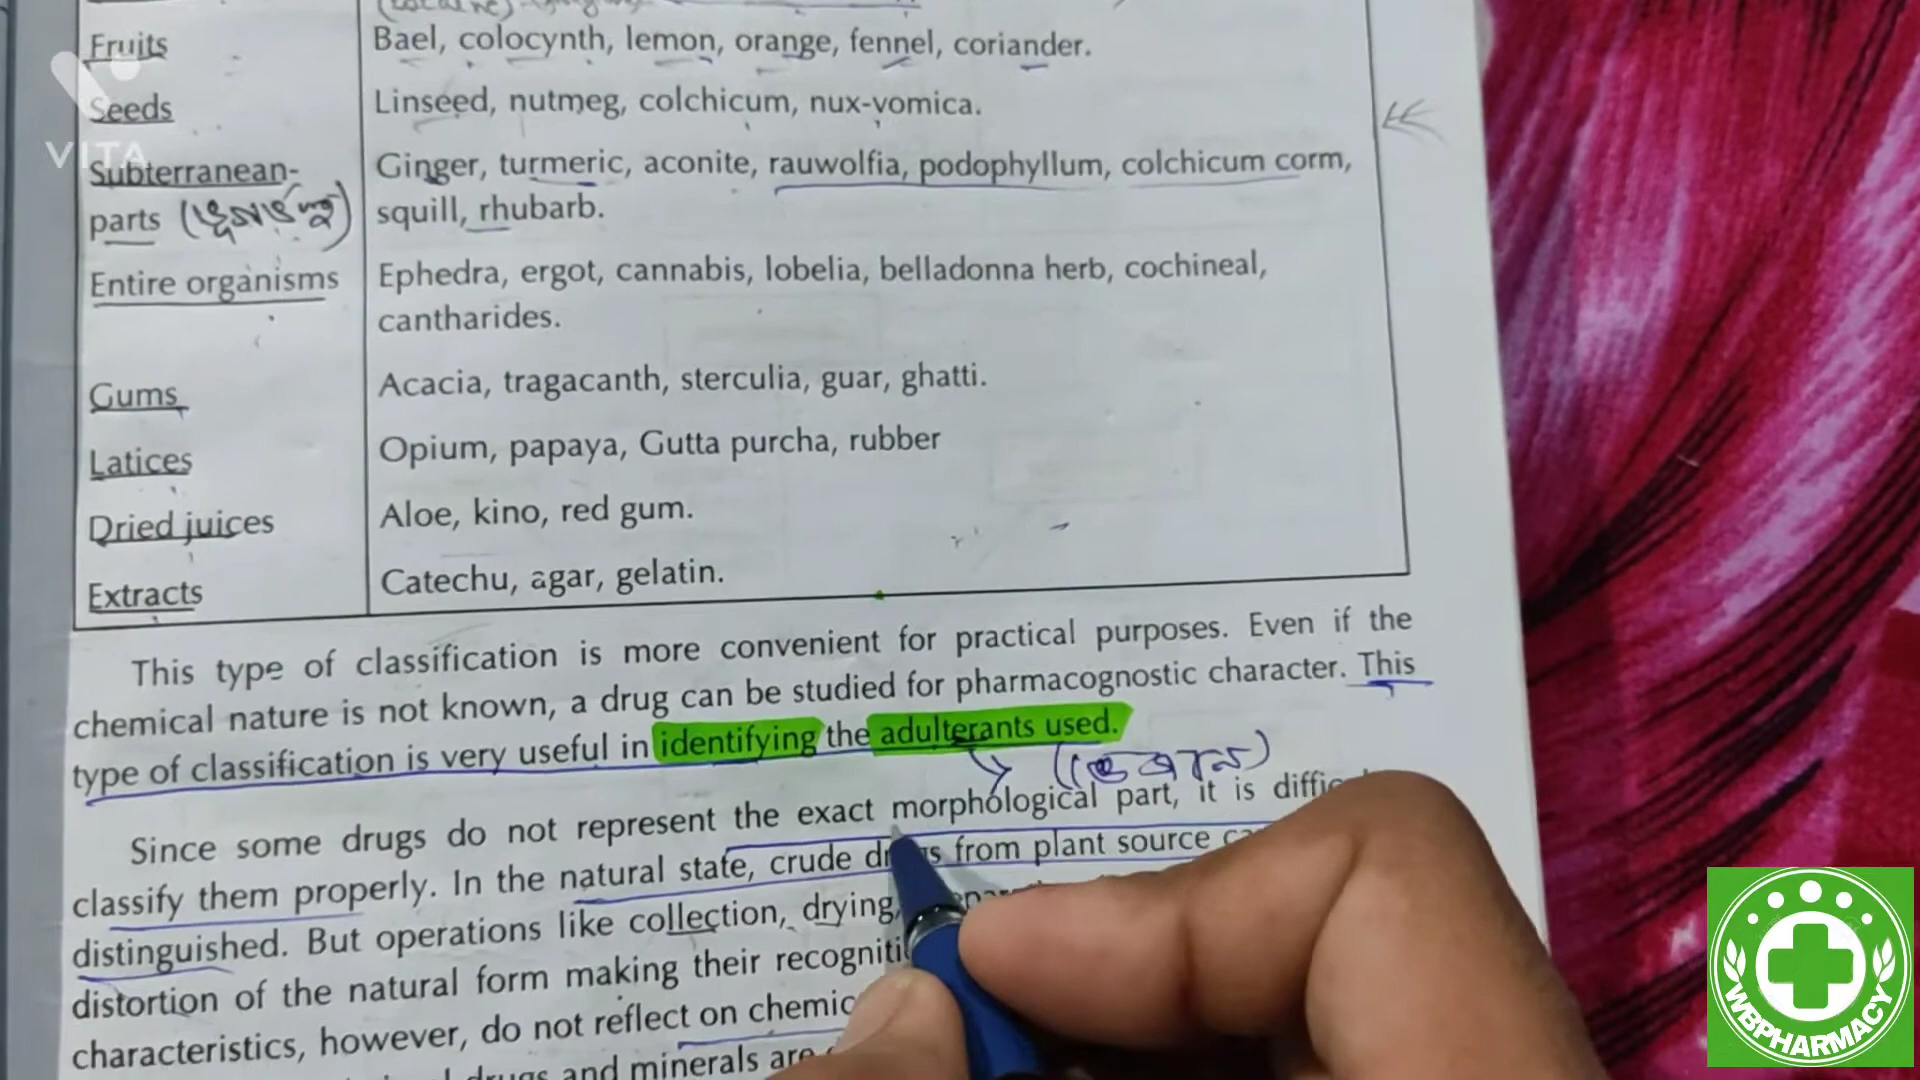 Fruits Bael, colocynth, lemon, orange, fennel, coriander.
Seeds Linseed, nutmeg, colchicum, nux-vomica.
VITA
Subterranean- Ginger, turmeric, aconite, rauwolfia, podophyllum, colchicum corm,
parts squill, rhubarb.
Entire organisms Ephedra, ergot, cannabis, lobelia, belladonna herb, cochineal,
cantharides.
Gums Acacia, tragacanth, sterculia, guar, ghatti.
Latices Opium, papaya, Gutta purcha, rubber
Dried juices Aloe, kino, red gum.
Extracts Catechu, agar, gelatin.
This type of classification is more convenient for practical purposes. Even if the
chemical nature is not known, a drug can be studied for pharmacognostic character. This
type of classification is very useful in identifying the adulterants used.
Since some drugs do not represent the exact morphological part, it is
classify them properly. In the natural state, crude from plant source
distinguished. But operations like collection, drying,
distortion of the natural form making their
characteristics, however, do not reflect on
drugs and minerals are
WBPHARMACY